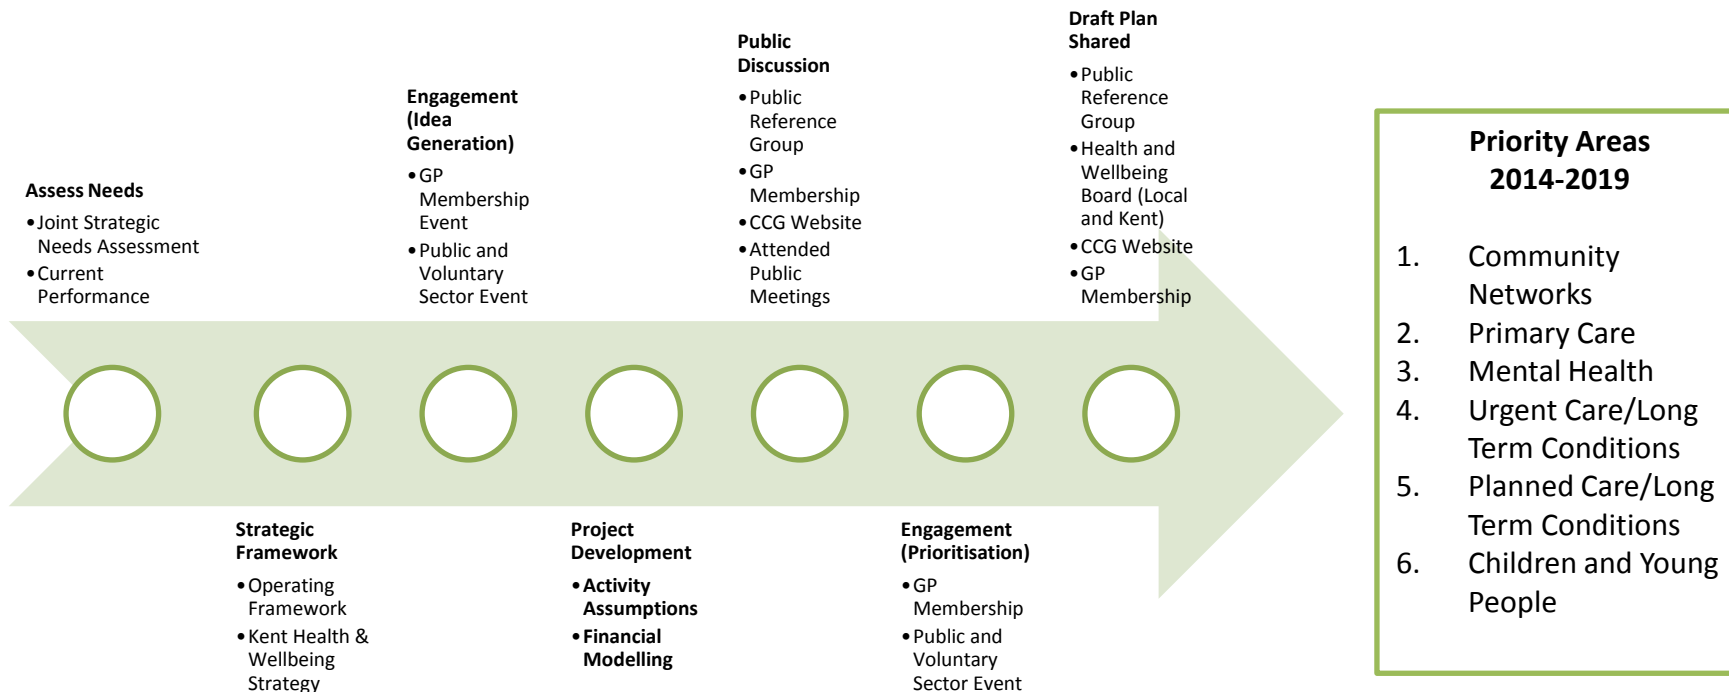 Assess Needs
•Joint Strategic
Needs Assessment
•Current
Performance
Strategic
Framework
•Operating
Framework
•Kent Health &
Wellbeing
Strategy
Engagement
(Idea
Generation)
•GP
Membership
Event
•Public and
Voluntary
Sector Event
Project
Development
•Activity
Assumptions
•Financial
Modelling
Public
Discussion
•Public
Reference
Group
•GP
Membership
•CCG Website
•Attended
Public
Meetings
Engagement
(Prioritisation)
•GP
Membership
•Public and
Voluntary
Sector Event
Draft Plan
Shared
•Public
Reference
Group
•Health and
Wellbeing
Board (Local
and Kent)
•CCG Website
•GP
Membership
Priority Areas
2014-2019
1. Community
Networks
2. Primary Care
3. Mental Health
4. Urgent Care/Long
Term Conditions
5. Planned Care/Long
Term Conditions
6. Children and Young
People